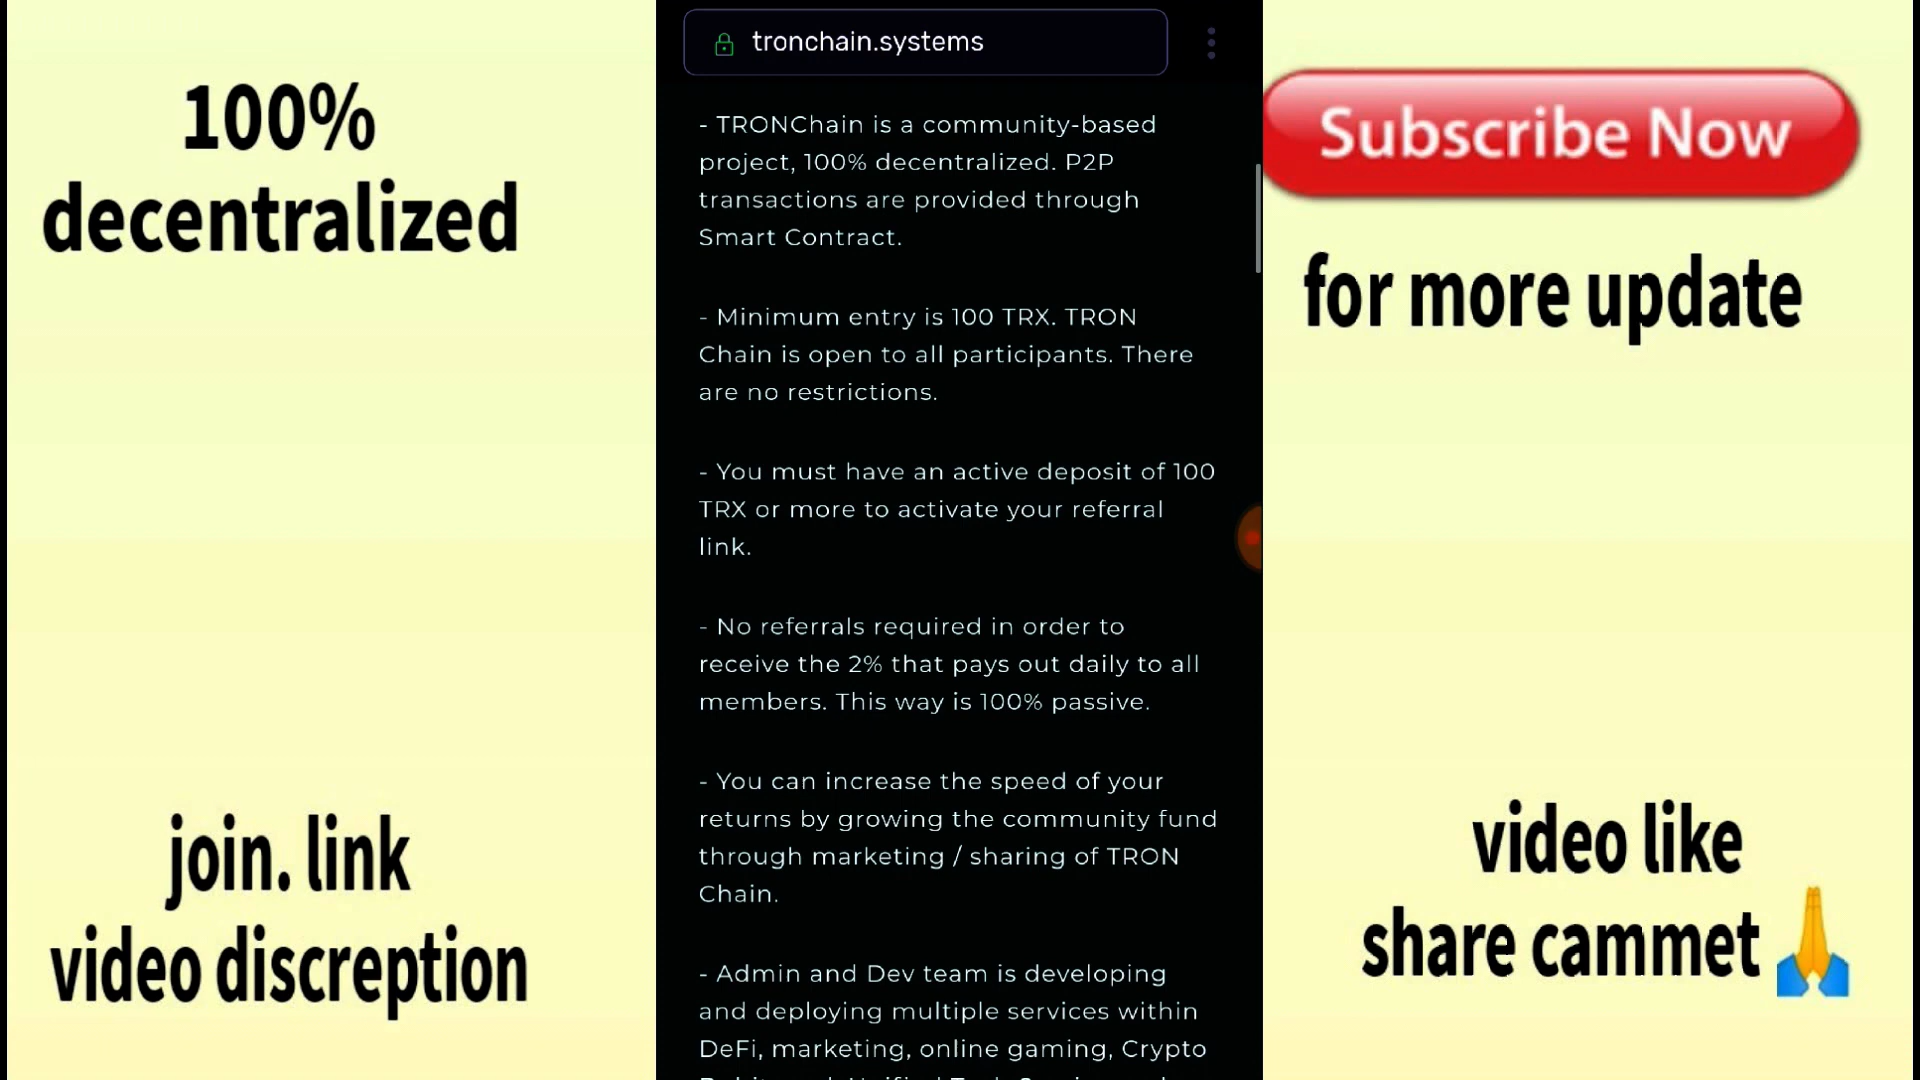 100%
decentralized
join. link
video discreption
tronchain.systems
- TRONChain is a community-based
project, 100% decentralized. P2P
transactions are provided through
Smart Contract.
- Minimum entry is 100 TRX. TRON
Chain is open to all participants. There
are no restrictions.
- You must have an active deposit of 100
TRX or more to activate your referral
link.
- No referrals required in order to
receive the 2% that pays out daily to all
members. This way is 100% passive.
- You can increase the speed of your
returns by growing the community fund
through marketing / sharing of TRON
Chain.
- Admin and Dev team is developing
and deploying multiple services within
DeFi, marketing, online gaming, Crypto
Subscribe Now
for more update
video like
share cammet